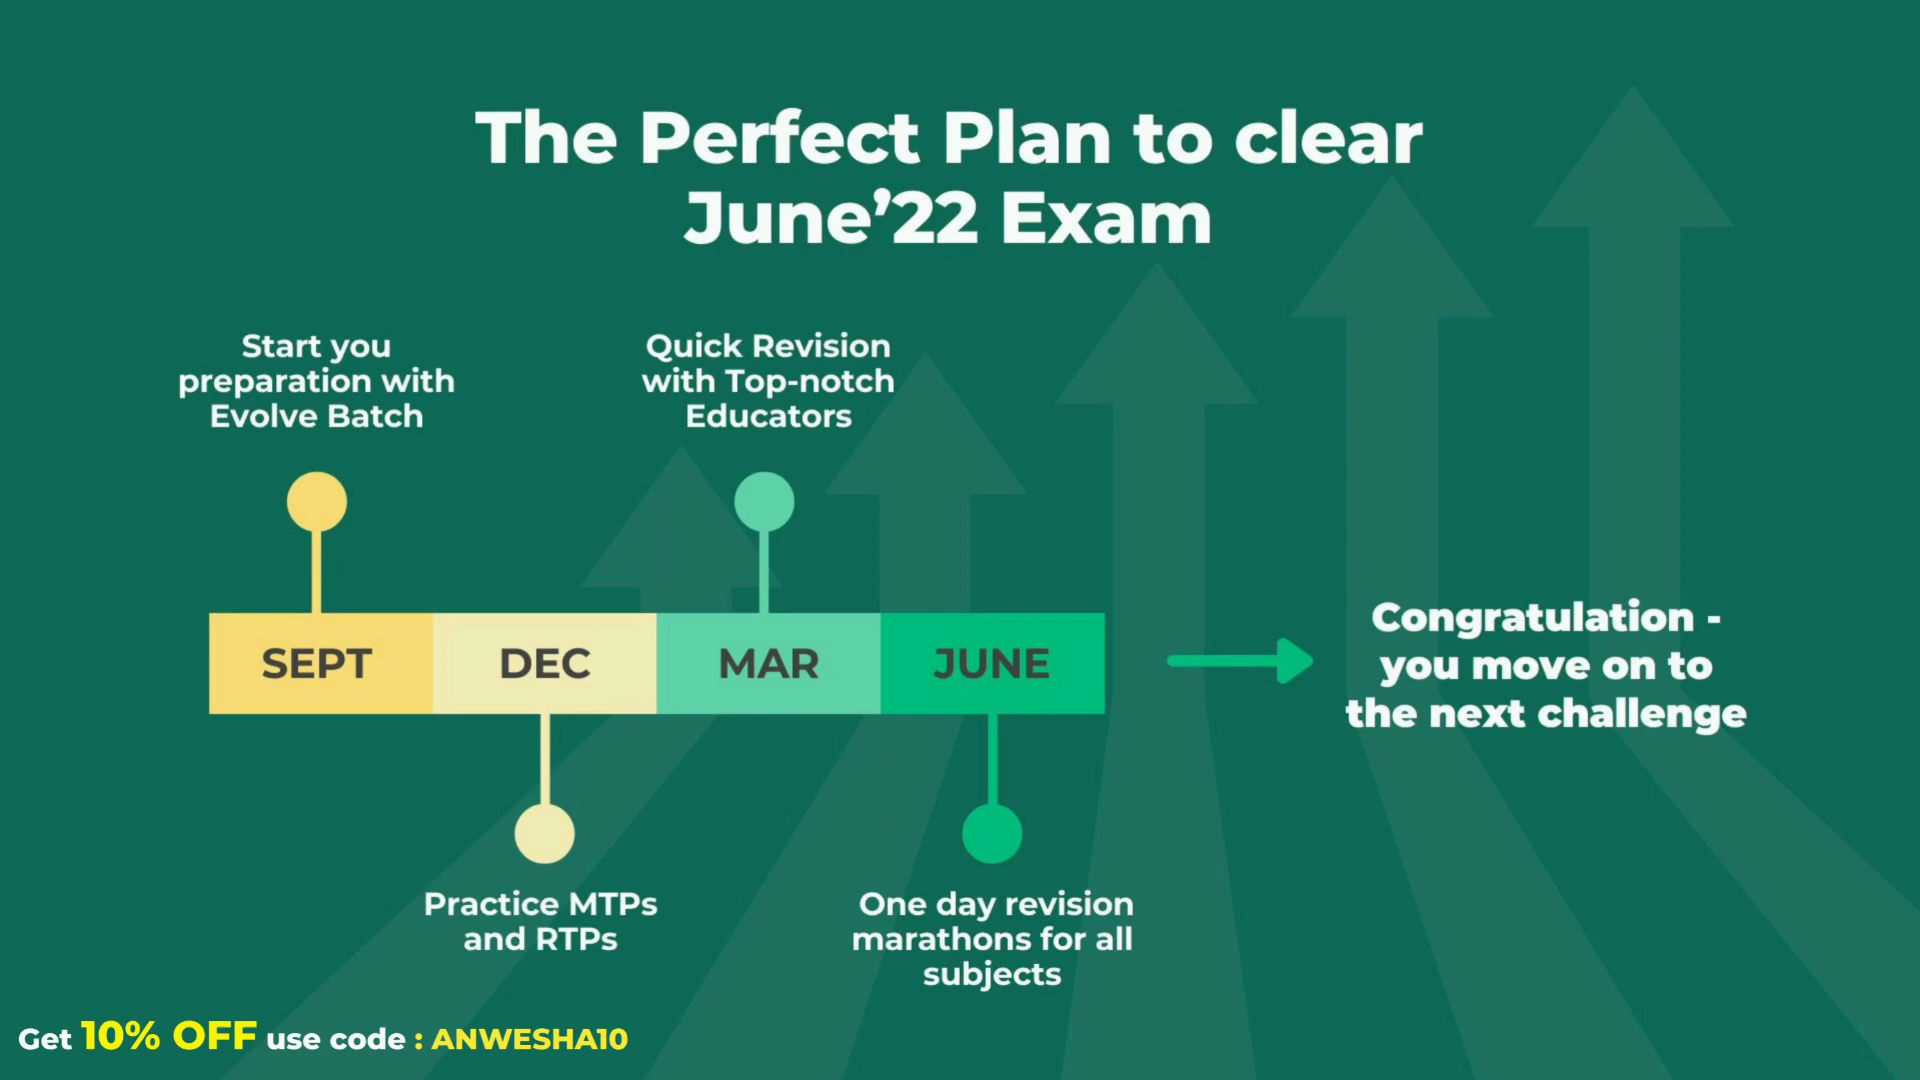 The Perfect Plan to clear
June’22 Exam
Start you
preparation with
Evolve Batch
Quick Revision
with Top-notch
Educators
SEPT
DEC
MAR
JUNE
Congratulation -
you move on to
the next challenge
Practice MTPs
and RTPs
One day revision
marathons for all
subjects
Get 10% OFF use code : ANWESHA10